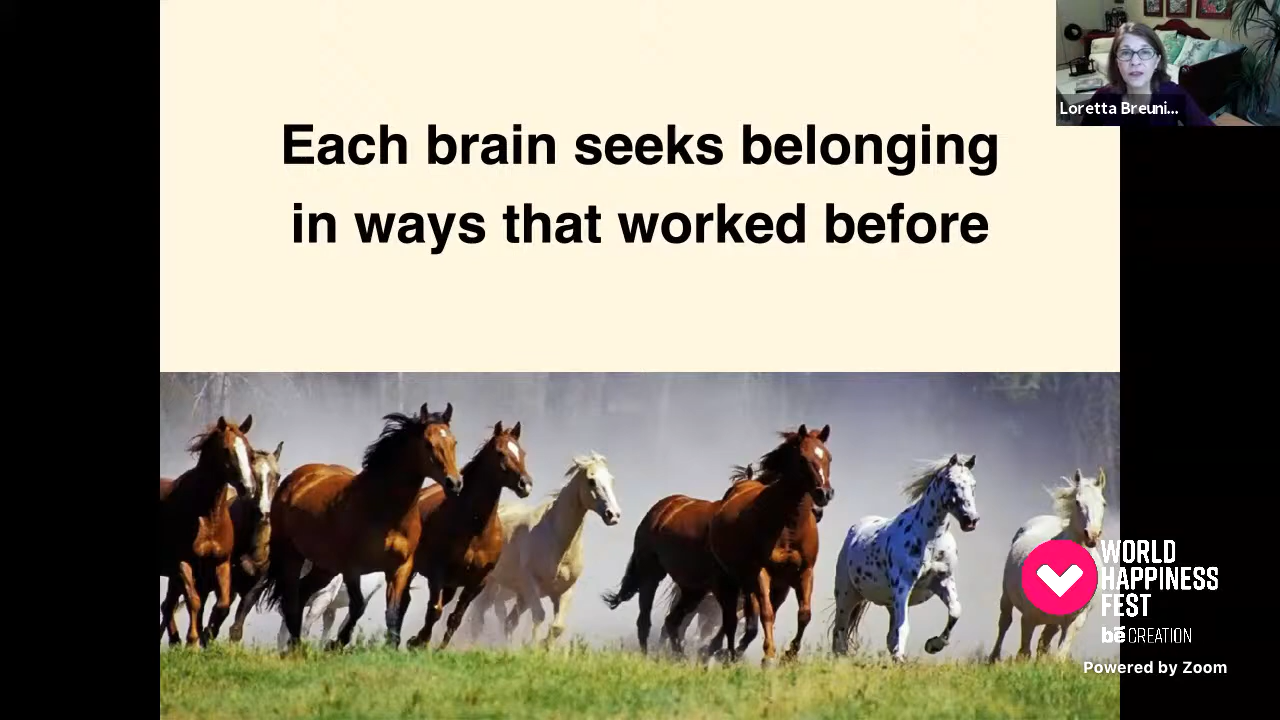 Each brain seeks belonging
in ways that worked before
Loretta Breuni...
WORLD
HAPPINESS
FEST
bē CREATION
Powered by Zoom